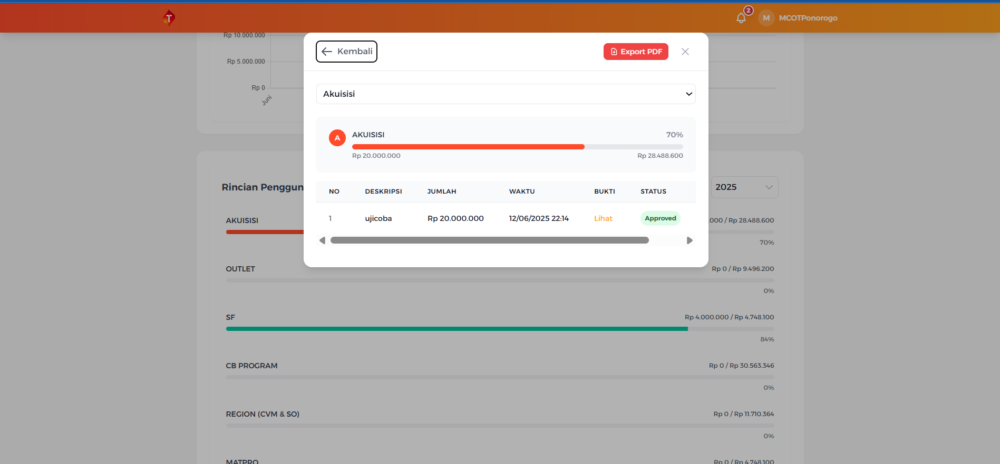 T
2
M
MCOTPonorogo
Rp 10.000.000
Rp 5.000.000
Rp 0
Juni
Kembali
Export PDF
Akuisisi
A
AKUISISI
70%
Rp 20.000.000
Rp 28.488.600
NO DESKRIPSI JUMLAH WAKTU BUKTI STATUS
1 ujicoba Rp 20.000.000 12/06/2025 22:14 Lihat Approved
Rincian Penggun
2025
AKUISISI
.000 / Rp 28.488.600
70%
OUTLET
Rp 0 / Rp 9.496.200
0%
SF
Rp 4.000.000 / Rp 4.748.100
84%
CB PROGRAM
Rp 0 / Rp 30.563.346
0%
REGION (CVM & SO)
Rp 0 / Rp 11.710.364
0%
MATPRO
Rp 0 / Rp 4.748.100